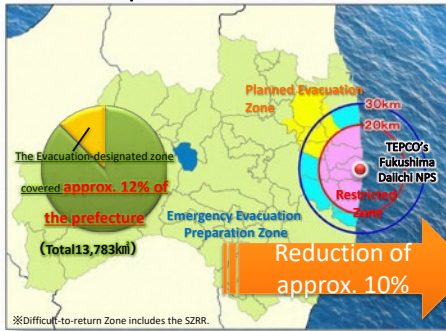 Planned Evacuation
Zone
30km
20km
TEPCO's
Fukushima
Daiichi NPS
Restricted
Zone
The Evacuation-designated zone
covered approx. 12% of
the prefecture
(Total13,783㎢)
Emergency Evacuation
Preparation Zone
Reduction of
approx. 10%
※Difficult-to-return Zone includes the SZRR.